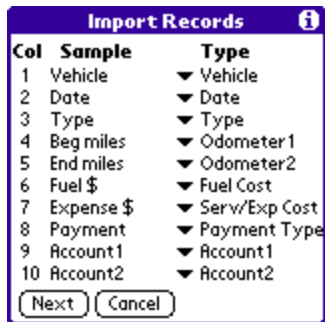 Import Records i
Col Sample Type
1 Vehicle Vehicle
2 Date Date
3 Type Type
4 Beg miles Odometer1
5 End miles Odometer2
6 Fuel $ Fuel Cost
7 Expense $ Serv/Exp Cost
8 Payment Payment Type
9 Account1 Account1
10 Account2 Account2
Next Cancel